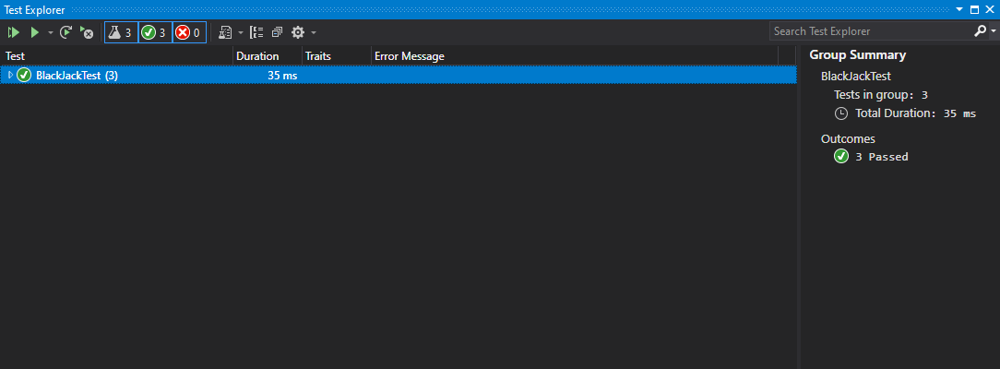 Test Explorer
3 3 0
Search Test Explorer
Test Duration Traits Error Message
BlackJackTest (3) 35 ms
Group Summary
BlackJackTest
Tests in group: 3
Total Duration: 35 ms
Outcomes
3 Passed